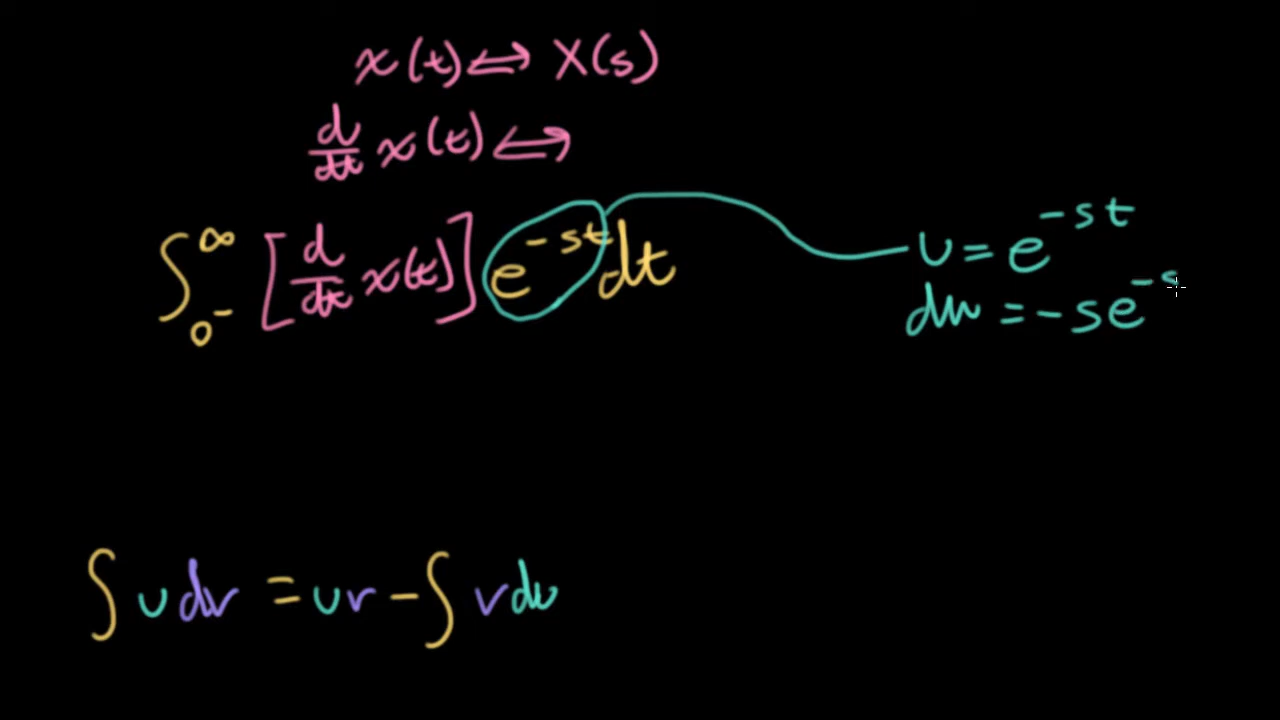 x(t) ⟺ X(s)
d/dt x(t) ⟺
∫_{0^-}^{∞} [d/dt x(t)] e^{-st} dt
u = e^{-st}
du = -se^{-s
∫ u dv = uv - ∫ v du